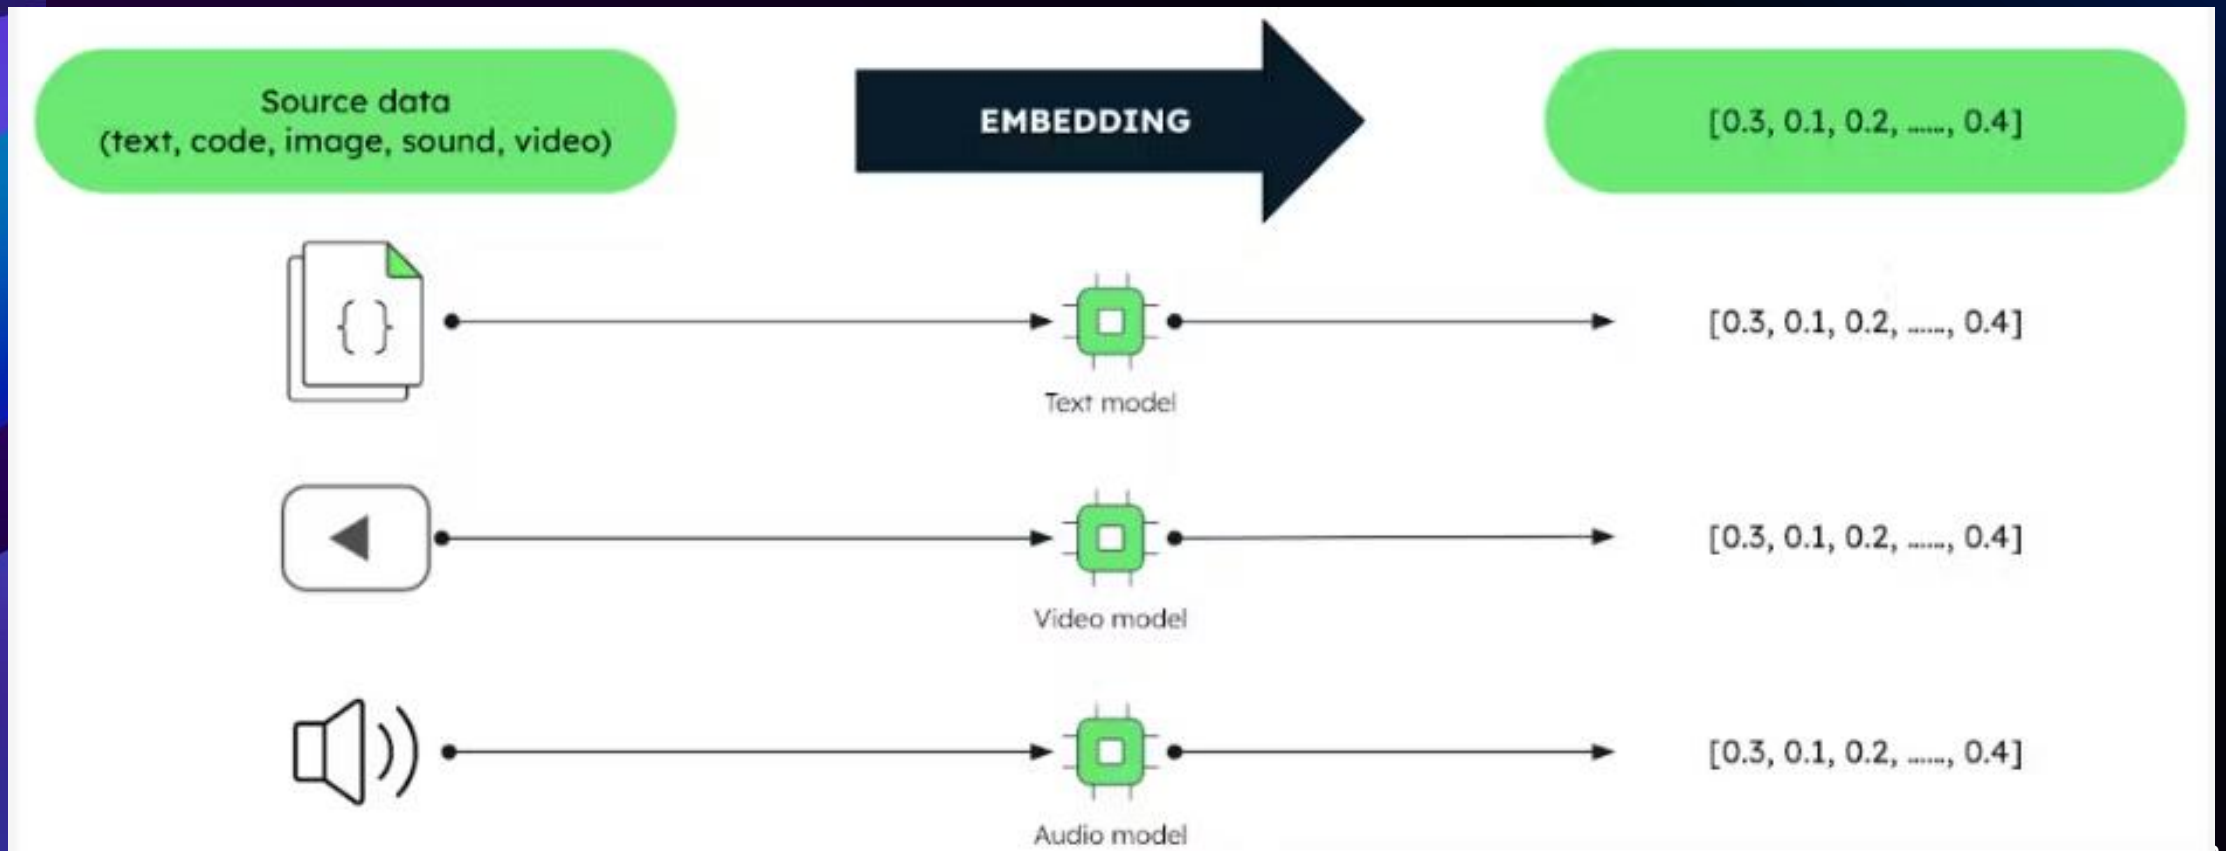 Source data
(text, code, image, sound, video)
EMBEDDING
[0.3, 0.1, 0.2, ......, 0.4]
{ }
[0.3, 0.1, 0.2, ......, 0.4]
Text model
[0.3, 0.1, 0.2, ......, 0.4]
Video model
[0.3, 0.1, 0.2, ......, 0.4]
Audio model